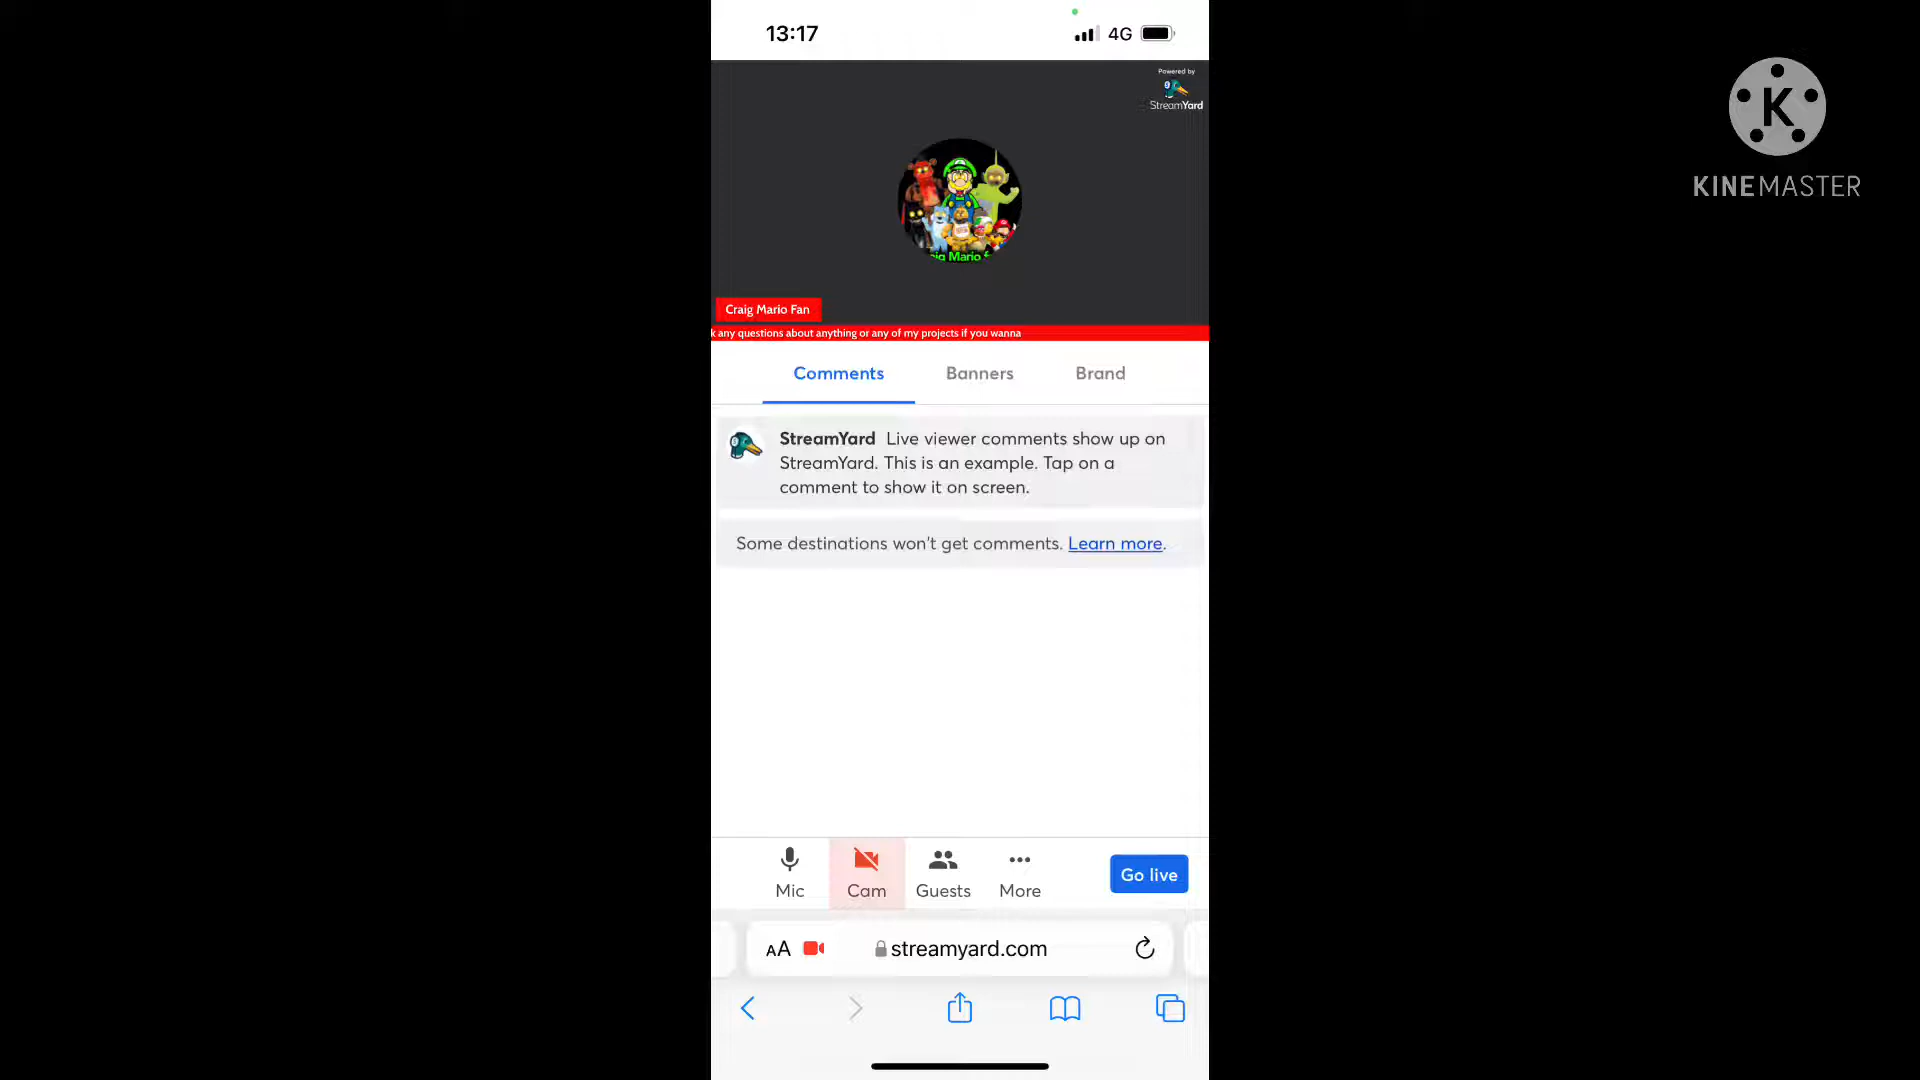 13:17
4G
Powered by
StreamYard
K
KINEMASTER
ig Mario f
Craig Mario Fan
k any questions about anything or any of my projects if you wanna
Comments
Banners
Brand
StreamYard Live viewer comments show up on
StreamYard. This is an example. Tap on a
comment to show it on screen.
Some destinations won't get comments. Learn more.
Mic
Cam
Guests
More
Go live
AA
streamyard.com